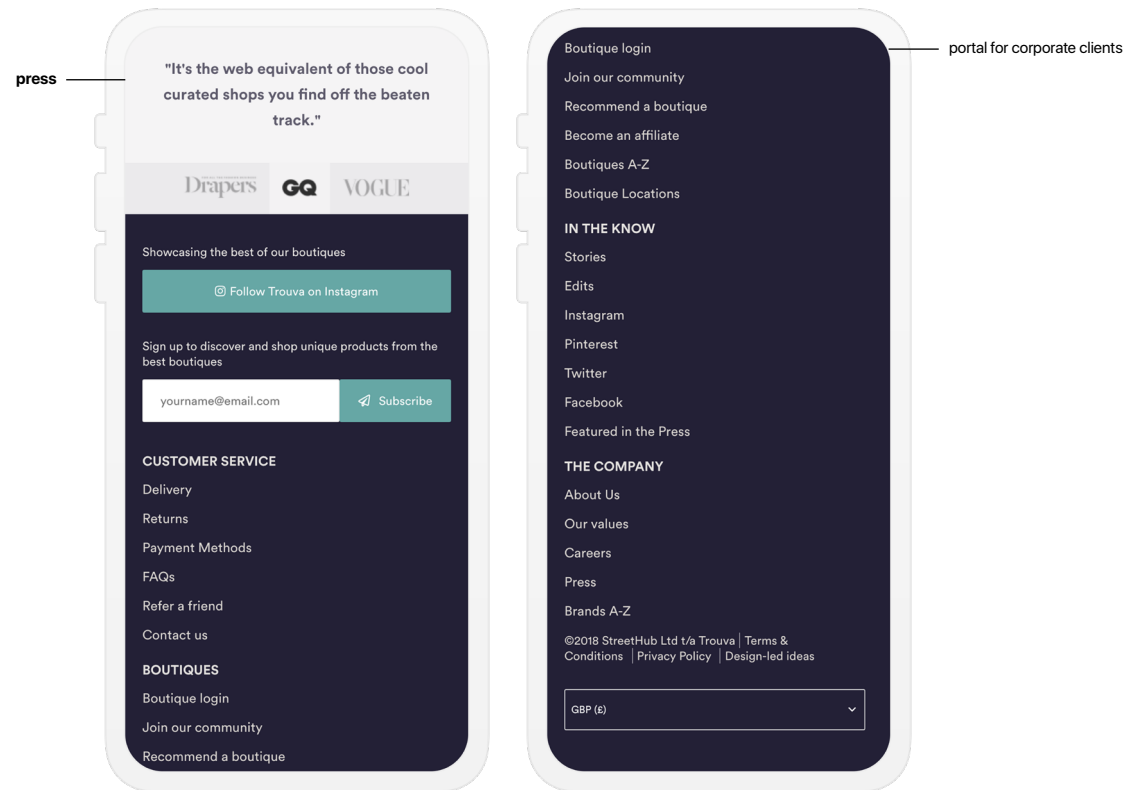 press
"It's the web equivalent of those cool
curated shops you find off the beaten
track."
Drapers GQ VOGUE
Showcasing the best of our boutiques
Follow Trouva on Instagram
Sign up to discover and shop unique products from the
best boutiques
yourname@email.com Subscribe
CUSTOMER SERVICE
Delivery
Returns
Payment Methods
FAQs
Refer a friend
Contact us
BOUTIQUES
Boutique login
Join our community
Recommend a boutique
portal for corporate clients
Boutique login
Join our community
Recommend a boutique
Become an affiliate
Boutiques A-Z
Boutique Locations
IN THE KNOW
Stories
Edits
Instagram
Pinterest
Twitter
Facebook
Featured in the Press
THE COMPANY
About Us
Our values
Careers
Press
Brands A-Z
©2018 StreetHub Ltd t/a Trouva | Terms &
Conditions | Privacy Policy | Design-led ideas
GBP (£)